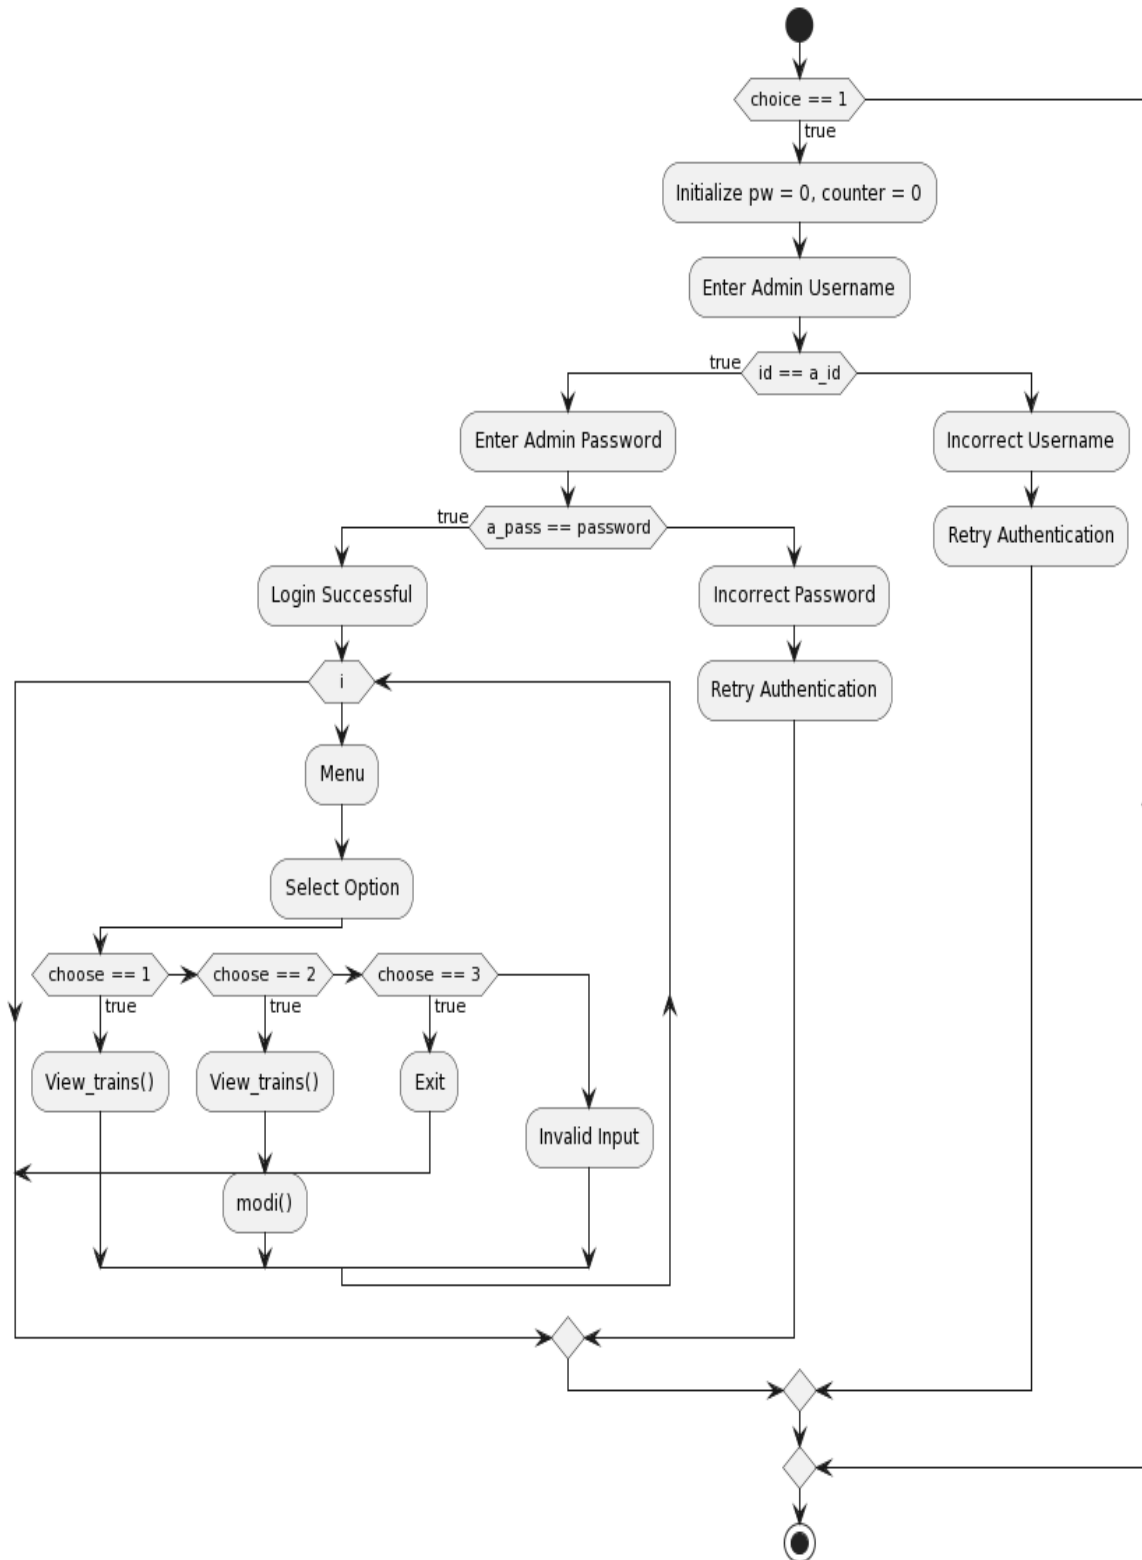 choice == 1
true
Initialize pw = 0, counter = 0
Enter Admin Username
true
id == a_id
Enter Admin Password
Incorrect Username
true
a_pass == password
Retry Authentication
Login Successful
Incorrect Password
i
Retry Authentication
Menu
Select Option
choose == 1
choose == 2
choose == 3
true
true
true
View_trains()
View_trains()
Exit
Invalid Input
modi()